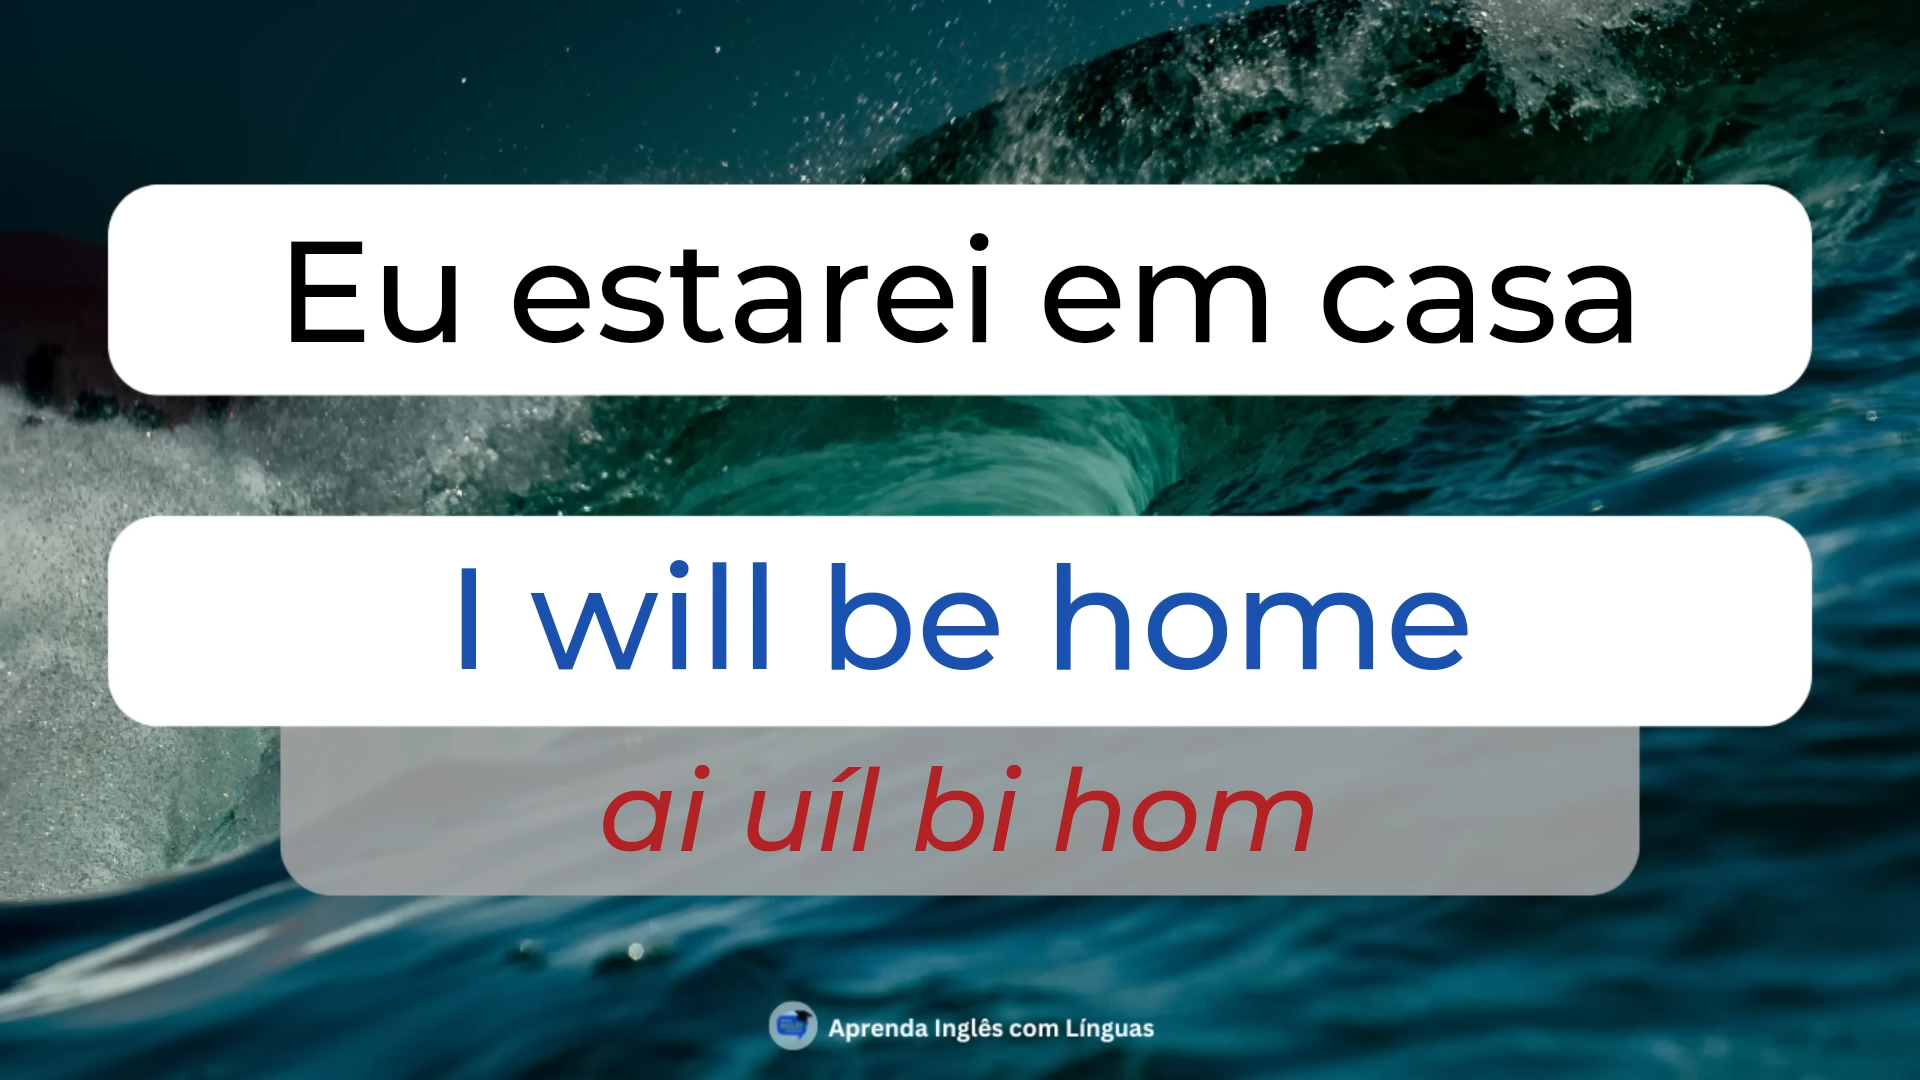 Eu estarei em casa
I will be home
ai uíl bi hom
Aprenda Inglês com Línguas